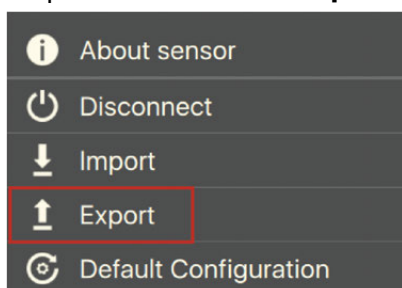 About sensor
Disconnect
Import
Export
Default Configuration